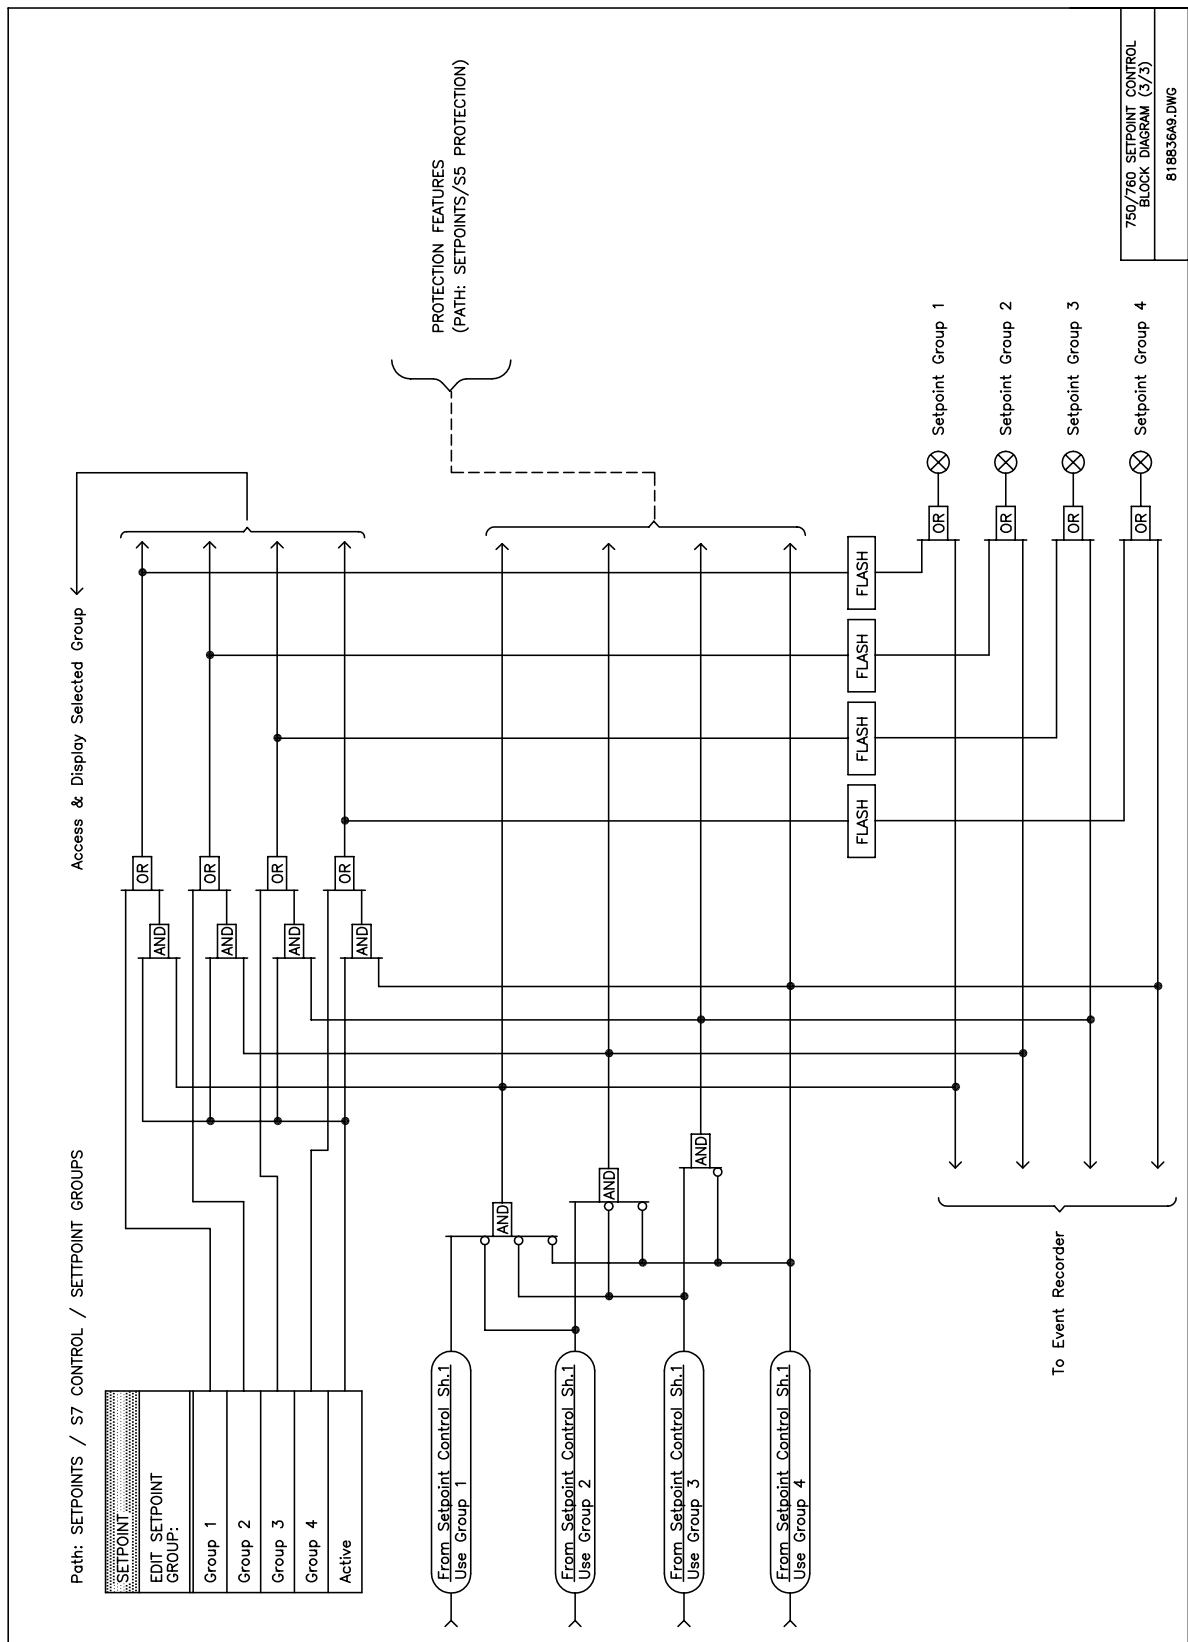 Path: SETPOINTS / S7 CONTROL / SETTPOINT GROUPS
SETPOINT
EDIT SETPOINT
GROUP:
Group 1
Group 2
Group 3
Group 4
Active
OR
OR
OR
OR
AND
AND
AND
AND
Access & Display Selected Group
From Setpoint Control Sh.1
Use Group 1
From Setpoint Control Sh.1
Use Group 2
From Setpoint Control Sh.1
Use Group 3
From Setpoint Control Sh.1
Use Group 4
AND
AND
AND
PROTECTION FEATURES
(PATH: SETPOINTS/S5 PROTECTION)
FLASH
FLASH
FLASH
FLASH
OR
OR
OR
OR
Setpoint Group 1
Setpoint Group 2
Setpoint Group 3
Setpoint Group 4
To Event Recorder
750/760 SETPOINT CONTROL
BLOCK DIAGRAM (3/3)
818836A9.DWG